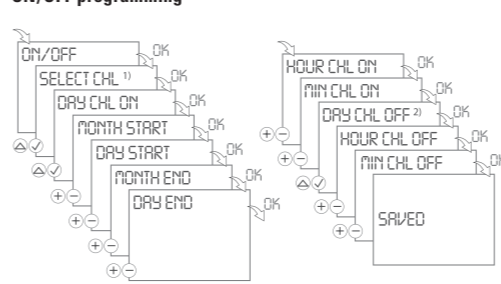 ON/OFF programming
ON/OFF
OK
SELECT CHL 1)
OK
DAY CHL ON
OK
MONTH START
OK
DAY START
OK
MONTH END
OK
DAY END
OK
HOUR CHL ON
OK
MIN CHL ON
OK
DAY CHL OFF 2)
OK
HOUR CHL OFF
OK
MIN CHL OFF
OK
SAVED